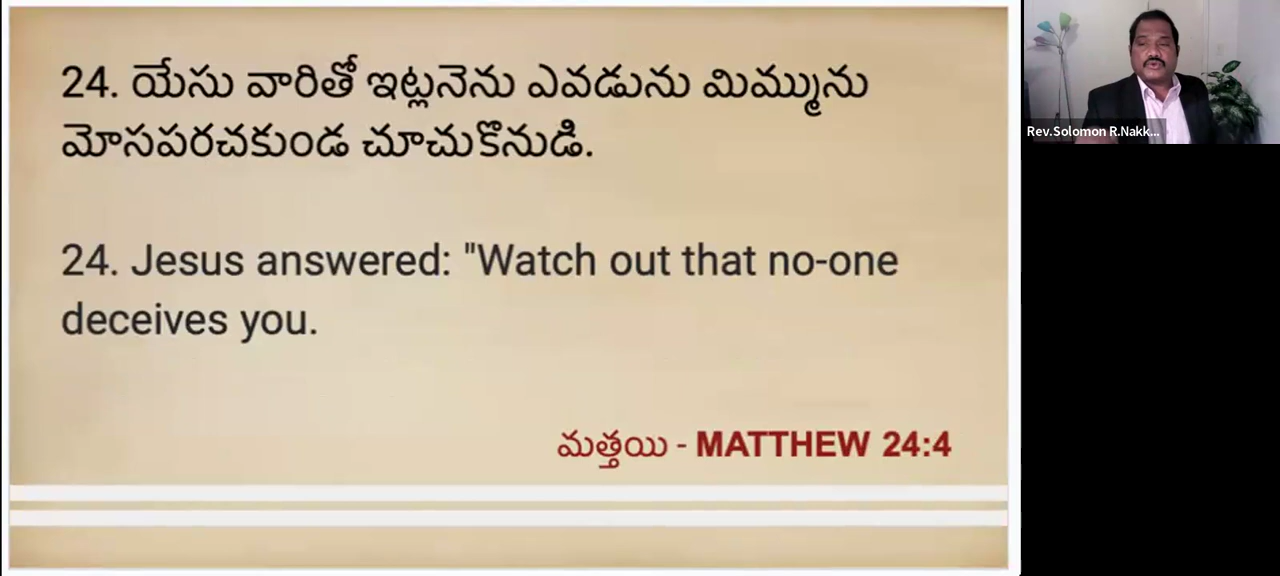 24. యేసు వారితో ఇట్లనెను ఎవడును మిమ్మును
మోసపరచకుండ చూచుకొనుడి.
24. Jesus answered: "Watch out that no-one
deceives you.
మత్తయి - MATTHEW 24:4
Rev.Solomon R.Nakk...